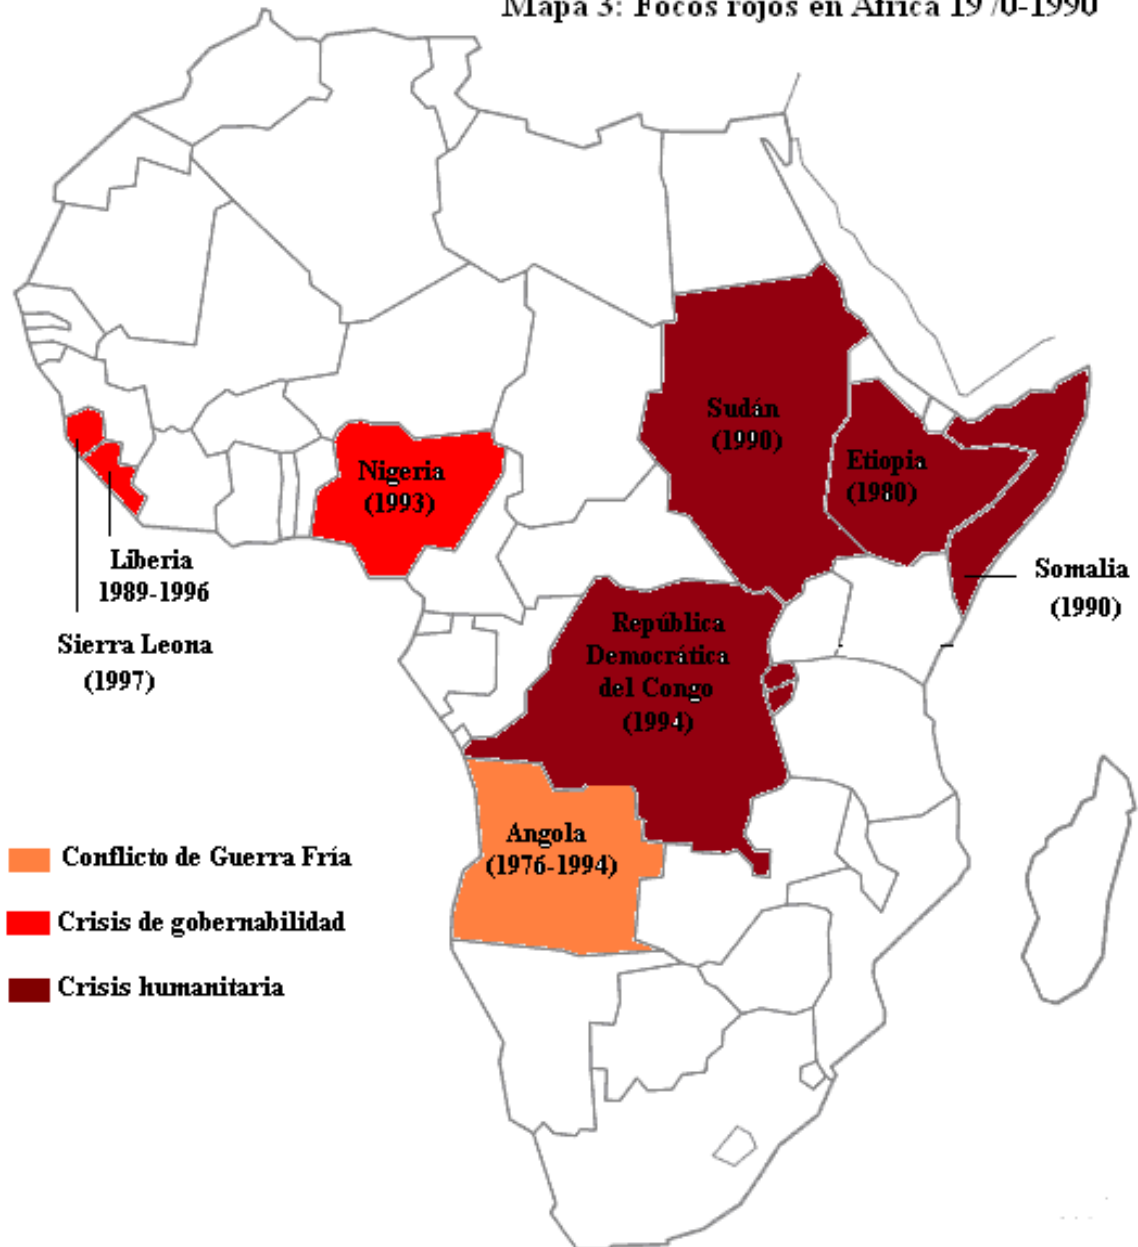 Mapa 3: Focos rojos en África 1970-1990
Sudán
(1990)
Etiopia
(1980)
Nigeria
(1993)
Liberia
1989-1996
Somalia
(1990)
Sierra Leona
(1997)
República
Democrática
del Congo
(1994)
Angola
(1976-1994)
Conflicto de Guerra Fría
Crisis de gobernabilidad
Crisis humanitaria